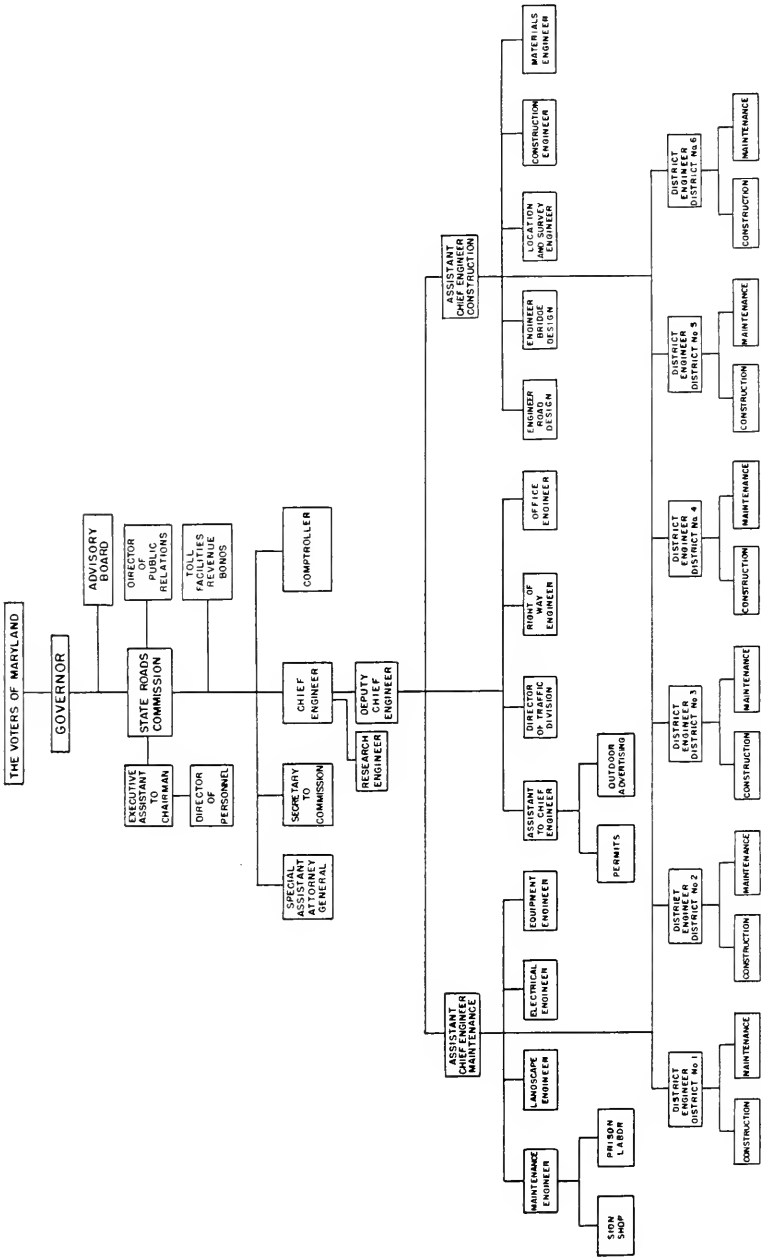 THE VOTERS OF MARYLAND
GOVERNOR
ADVISORY
BOARD
STATE ROADS
COMMISSION
DIRECTOR
OF
PUBLIC
RELATIONS
EXECUTIVE
ASSISTANT
TO
CHAIRMAN
DIRECTOR
OF
PERSONNEL
TOLL
FACILITIES
REVENUE
BONDS
SPECIAL
ASSISTANT
ATTORNEY
GENERAL
SECRETARY
TO
COMMISSION
CHIEF
ENGINEER
COMPTROLLER
RESEARCH
ENGINEER
DEPUTY
CHIEF
ENGINEER
ASSISTANT
CHIEF ENGINEER
MAINTENANCE
ASSISTANT
CHIEF ENGINEER
CONSTRUCTION
MAINTENANCE
ENGINEER
LANDSCAPE
ENGINEER
ELECTRICAL
ENGINEER
EQUIPMENT
ENGINEER
ASSISTANT
TO CHIEF
ENGINEER
DIRECTOR
OF TRAFFIC
DIVISION
RIGHT OF
WAY
ENGINEER
OFFICE
ENGINEER
ENGINEER
ROAD
DESIGN
ENGINEER
BRIDGE
DESIGN
LOCATION
AND SURVEY
ENGINEER
CONSTRUCTION
ENGINEER
MATERIALS
ENGINEER
SIGN
SHOP
PRISON
LABOR
PERMITS
OUTDOOR
ADVERTISING
DISTRICT
ENGINEER
DISTRICT No 1
DISTRIET
ENGINEER
DISTRICT No. 2
DISTRICT
ENGINEER
DISTRICT No 3
DISTRICT
ENGINEER
DISTRICT No. 4
DISTRICT
ENGINEER
DISTRICT No 5
DISTRICT
ENGINEER
DISTRICT No. 6
CONSTRUCTION
MAINTENANCE
CONSTRUCTION
MAINTENANCE
CONSTRUCTION
MAINTENANCE
CONSTRUCTION
MAINTENANCE
CONSTRUCTION
MAINTENANCE
CONSTRUCTION
MAINTENANCE